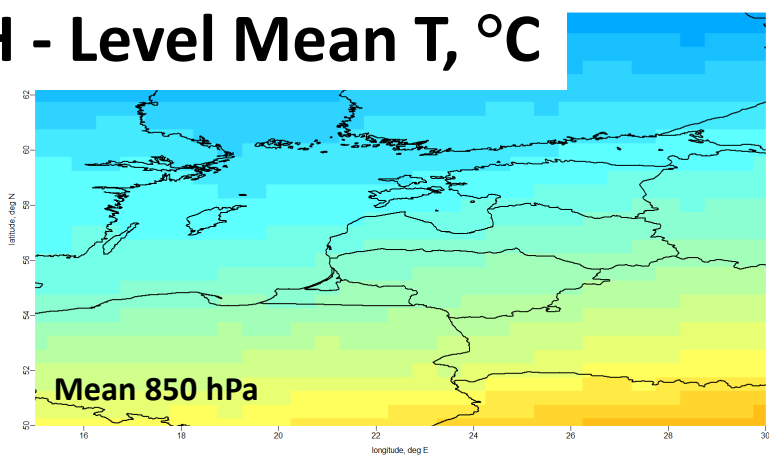 H - Level Mean T, °C
62
60
58
56
54
52
50
latitude, deg N
Mean 850 hPa
16 18 20 22 24 26 28 30
longitude, deg E